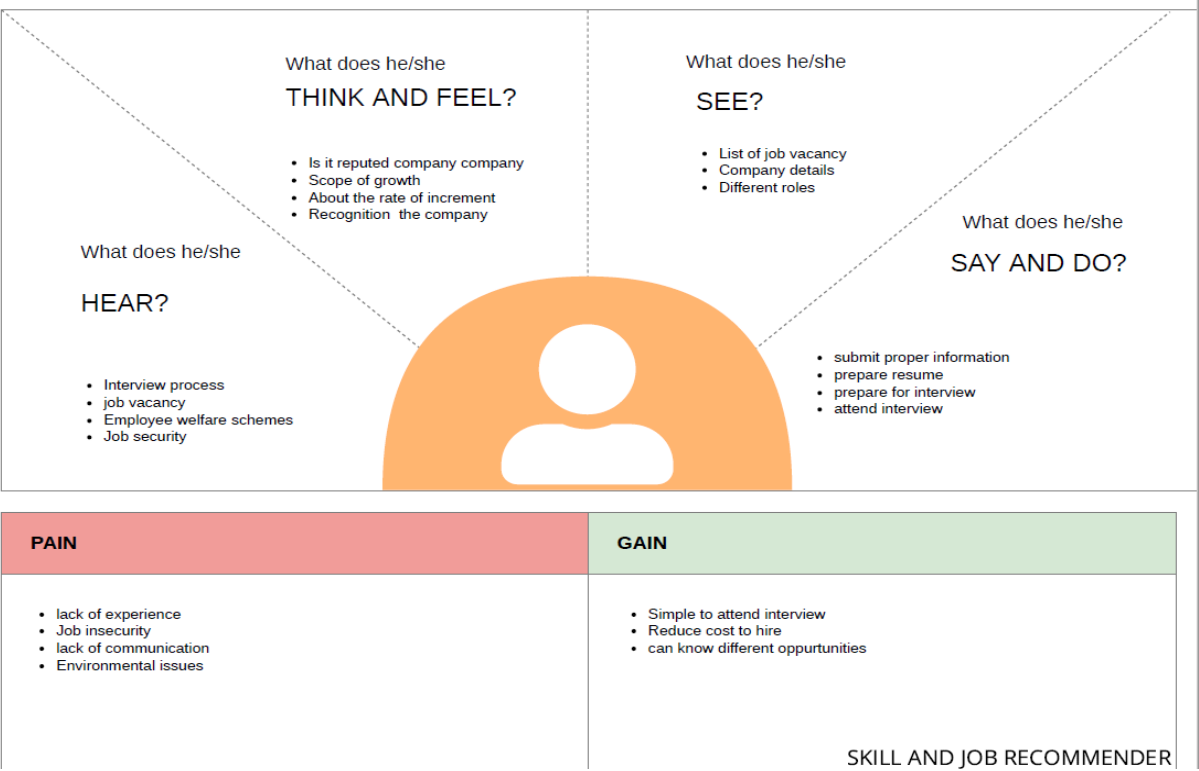 What does he/she
THINK AND FEEL?
• Is it reputed company company
• Scope of growth
• About the rate of increment
• Recognition  the company
What does he/she
SEE?
• List of job vacancy
• Company details
• Different roles
What does he/she
HEAR?
• Interview process
• job vacancy
• Employee welfare schemes
• Job security
What does he/she
SAY AND DO?
• submit proper information
• prepare resume
• prepare for interview
• attend interview
PAIN
• lack of experience
• Job insecurity
• lack of communication
• Environmental issues
GAIN
• Simple to attend interview
• Reduce cost to hire
• can know different oppurtunities
SKILL AND JOB RECOMMENDER